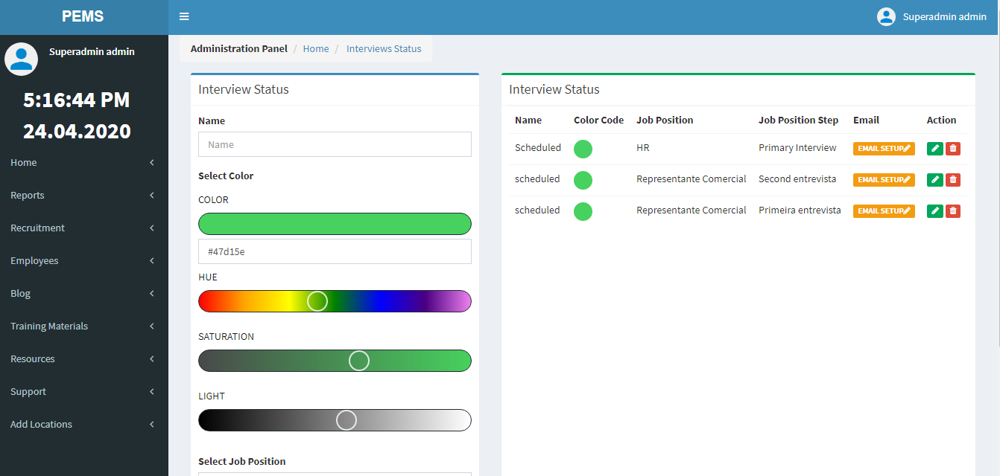 PEMS
Superadmin admin
Superadmin admin
5:16:44 PM
24.04.2020
Home
Reports
Recruitment
Employees
Blog
Training Materials
Resources
Support
Add Locations
Administration Panel / Home / Interviews Status
Interview Status
Name
Name
Select Color
COLOR
#47d15e
HUE
SATURATION
LIGHT
Select Job Position
Interview Status
Name Color Code Job Position Job Position Step Email Action
Scheduled HR Primary Interview EMAIL SETUP
scheduled Representante Comercial Second entrevista EMAIL SETUP
scheduled Representante Comercial Primeira entrevista EMAIL SETUP